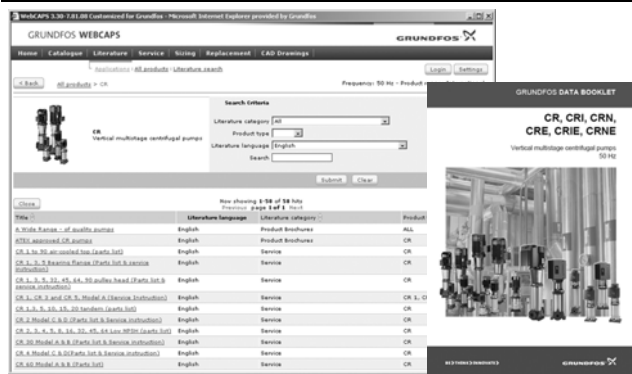 WebCAPS 3.30-7.01.00 Customized for Grundfos - Microsoft Internet Explorer provided by Grundfos
GRUNDFOS WEBCAPS
GRUNDFOS
Home Catalogue Literature Service Sizing Replacement CAD Drawings
Applications All products Literature search
Login Settings
< Back All products > CR
Frequency: 50 Hz - Product
Search Criteria
Literature category All
Product type
Literature language English
Search
CR
Vertical multistage centrifugal pumps
Submit Clear
Close
Now showing 1-58 of 58 hits
Previous page 1 of 1 Next
Title Literature language Literature category Product
A Wide Range - of quality pumps English Product Brochures ALL
ATEX approved CR pumps English Product Brochures CR
CR 1 to 90 air-cooled top (parts list) English Service CR
CR 1, 3, 5 Bearing flange (Parts list & service instruction) English Service CR
CR 1, 3, 5, 32, 45, 64, 90 pulley head (Parts list & service instruction) English Service CR
CR 1, CR 3 and CR 5, Model A (Service Instruction) English Service CR 1, C
CR 1,3, 5, 10, 15, 20 tandem (parts list) English Service CR
CR 2 Model C & D (Parts list & Service instruction) English Service CR
CR 2, 3, 4, 5, 8, 16, 32, 45, 64 Low NPSH (parts list) English Service CR
CR 30 Model A & B (Parts list & Service instruction) English Service CR
CR 4 Model C & D(Parts list & Service instruction) English Service CR
CR 60 Model A & B (Parts list) English Service CR
GRUNDFOS DATA BOOKLET
CR, CRI, CRN,
CRE, CRIE, CRNE
Vertical multistage centrifugal pumps
50 Hz
BE > THINK > INNOVATE >
GRUNDFOS